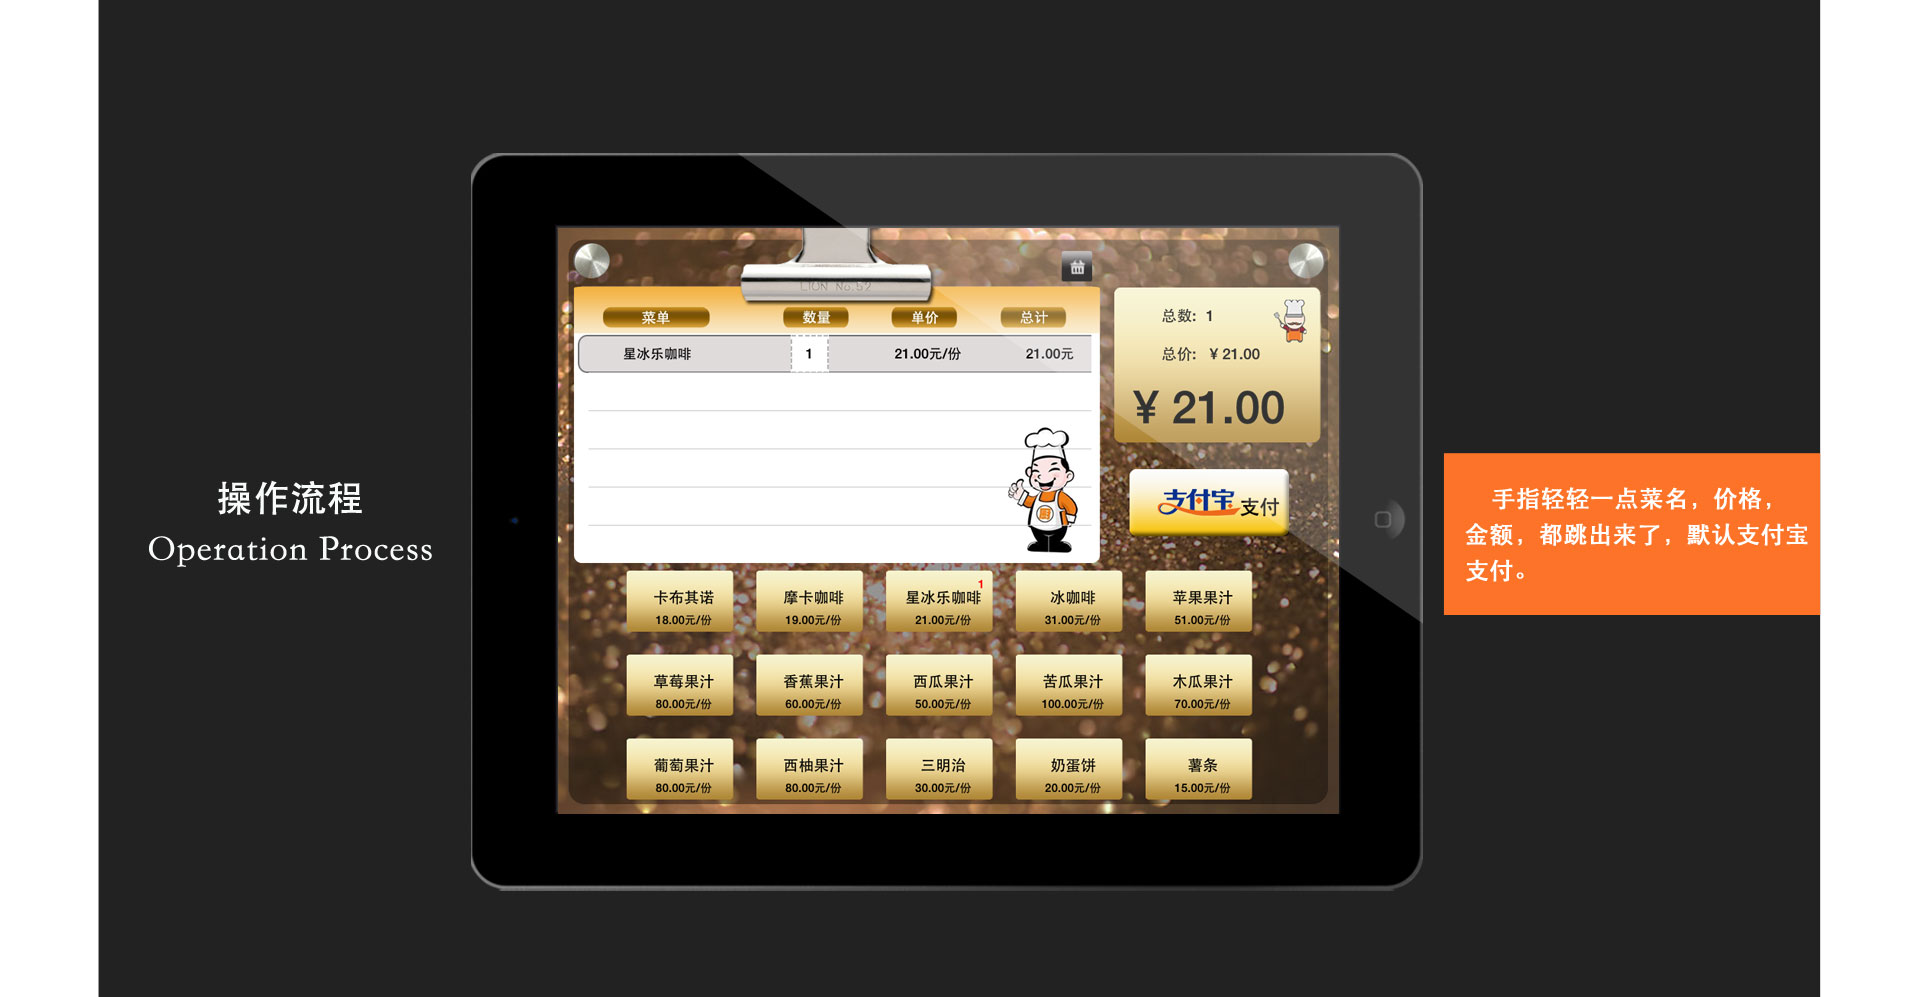 操作流程
Operation Process
LION No.52
菜单 数量 单价 总计
星冰乐咖啡 1 21.00元/份 21.00元
总数: 1
总价: ¥ 21.00
¥ 21.00
支付宝 支付
厨
卡布其诺 摩卡咖啡 星冰乐咖啡 1 冰咖啡 苹果果汁
18.00元/份 19.00元/份 21.00元/份 31.00元/份 51.00元/份
草莓果汁 香蕉果汁 西瓜果汁 苦瓜果汁 木瓜果汁
80.00元/份 60.00元/份 50.00元/份 100.00元/份 70.00元/份
葡萄果汁 西柚果汁 三明治 奶蛋饼 薯条
80.00元/份 80.00元/份 30.00元/份 20.00元/份 15.00元/份
手指轻轻一点菜名，价格，
金额，都跳出来了，默认支付宝
支付。